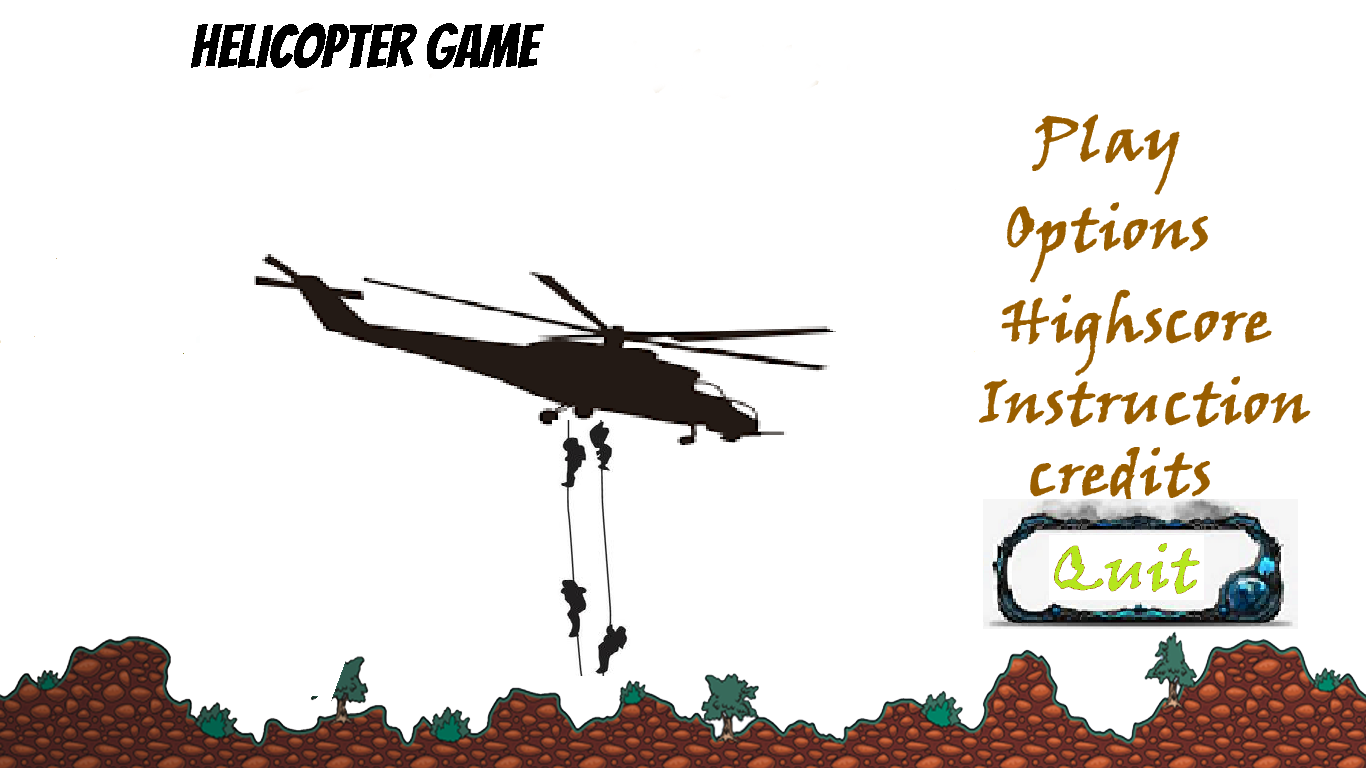 HELICOPTER GAME
Play
Options
Highscore
Instruction
credits
Quit